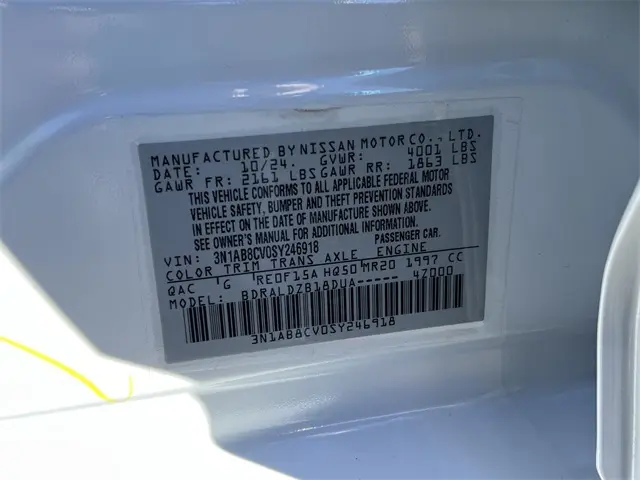 MANUFACTURED BY NISSAN MOTOR CO., LTD.
DATE: 10/24 GVWR: 4001 LBS
GAWR FR: 2161 LBS GAWR RR: 1863 LBS
THIS VEHICLE CONFORMS TO ALL APPLICABLE FEDERAL MOTOR
VEHICLE SAFETY, BUMPER AND THEFT PREVENTION STANDARDS
IN EFFECT ON THE DATE OF MANUFACTURE SHOWN ABOVE.
SEE OWNER'S MANUAL FOR OVERLOADING.
VIN: 3N1AB8CV0SY246918 PASSENGER CAR.
COLOR TRIM TRANS AXLE ENGINE
QAC G RE0F15A HQ50 MR20 1997 CC
MODEL: BDRALDZB18DUA----- 47000
3N1AB8CV0SY246918